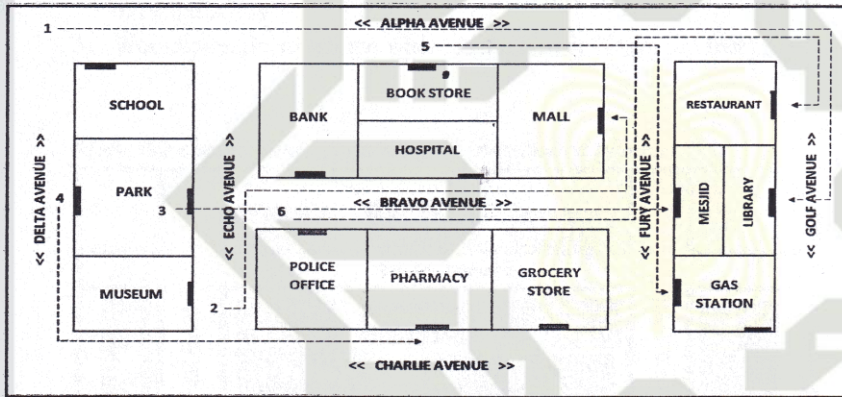 << ALPHA AVENUE >>
1
5
SCHOOL
BANK
BOOK STORE
MALL
RESTAURANT
HOSPITAL
<< DELTA AVENUE >>
4
PARK
3
<< ECHO AVENUE >>
6
<< BRAVO AVENUE >>
<< FURY AVENUE >>
MESJID
LIBRARY
<< GOLF AVENUE >>
MUSEUM
2
POLICE
OFFICE
PHARMACY
GROCERY
STORE
GAS
STATION
<< CHARLIE AVENUE >>